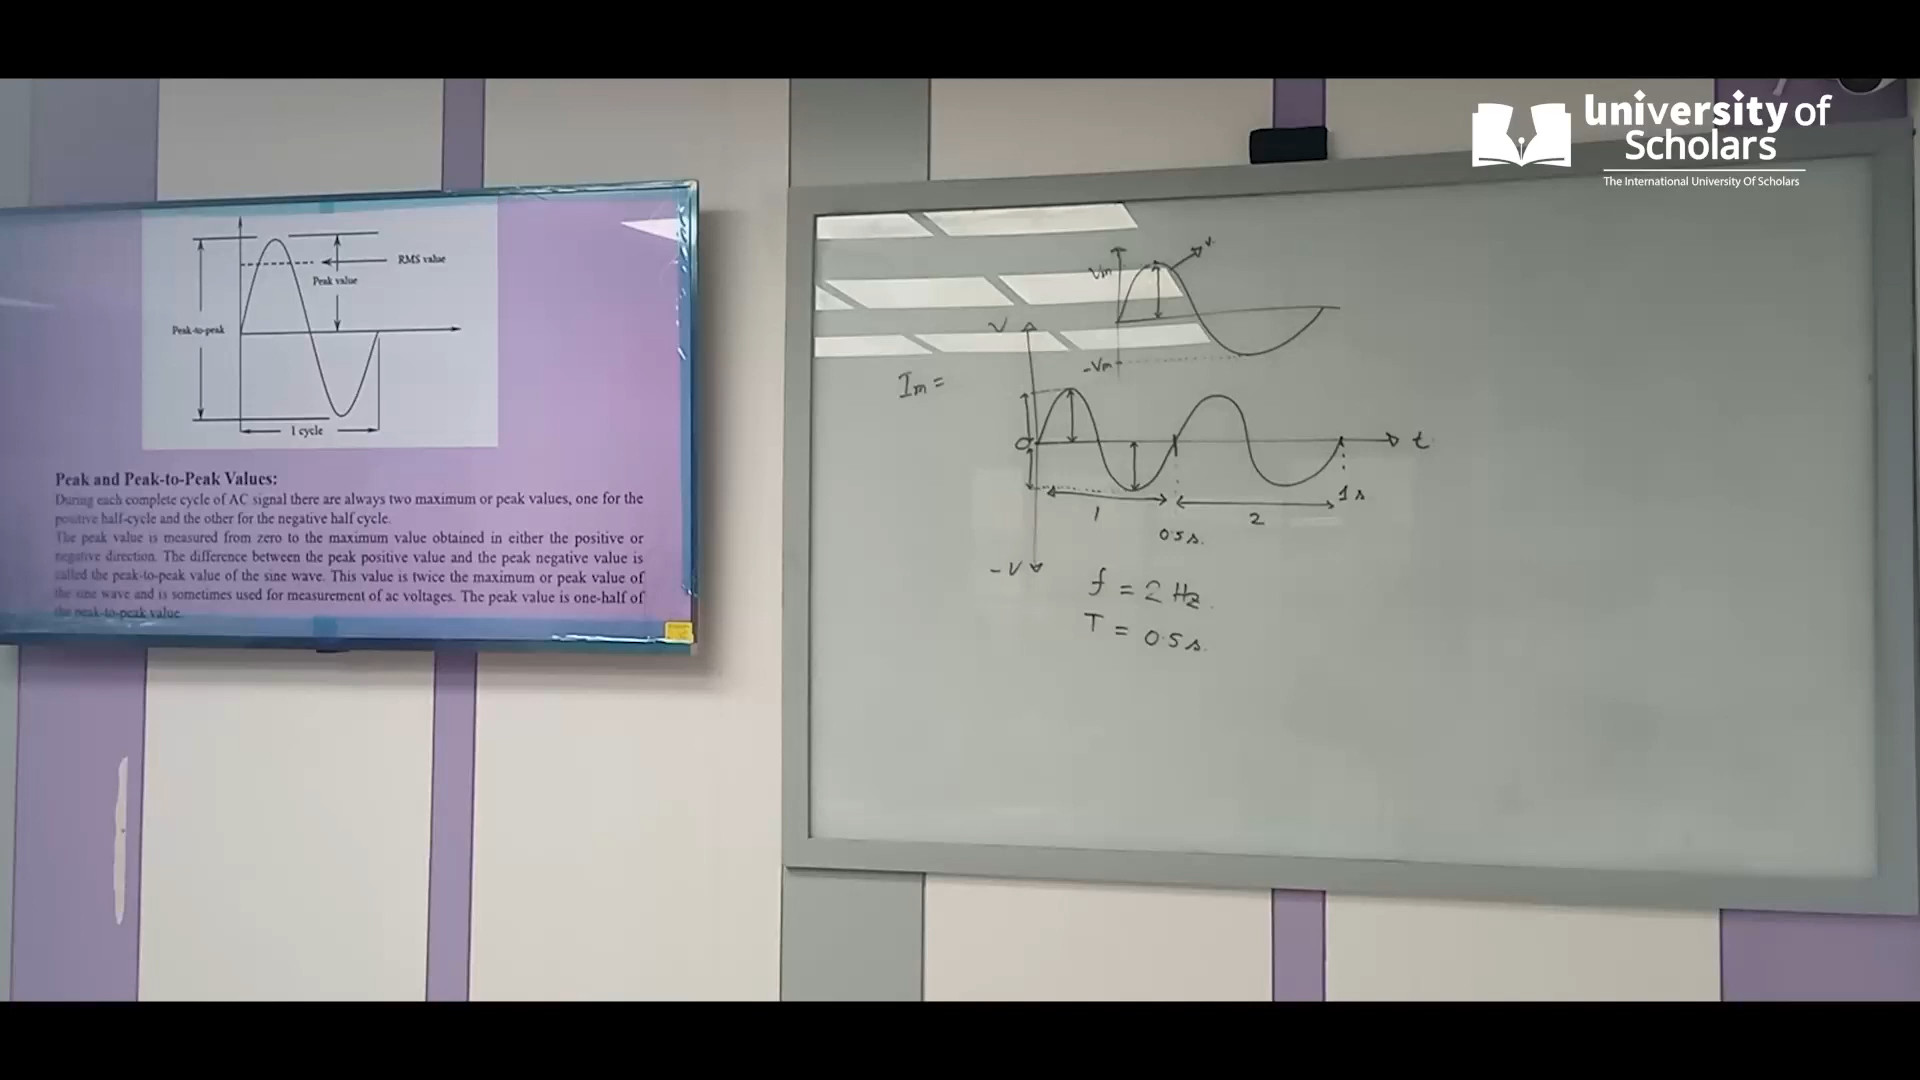 University of
Scholars
The International University Of Scholars
RMS value
Peak value
Peak-to-peak
1 cycle
Peak and Peak-to-Peak Values:
During each complete cycle of AC signal there are always two maximum or peak values, one for the
positive half-cycle and the other for the negative half cycle.
The peak value is measured from zero to the maximum value obtained in either the positive or
negative direction. The difference between the peak positive value and the peak negative value is
called the peak-to-peak value of the sine wave. This value is twice the maximum or peak value of
the sine wave and is sometimes used for measurement of ac voltages. The peak value is one-half of
the peak-to-peak value.
v
Vm
-Vm
V
Im =
0
t
1 s
1
2
0.5 s.
-V
f = 2 Hz.
T = 0.5 s.